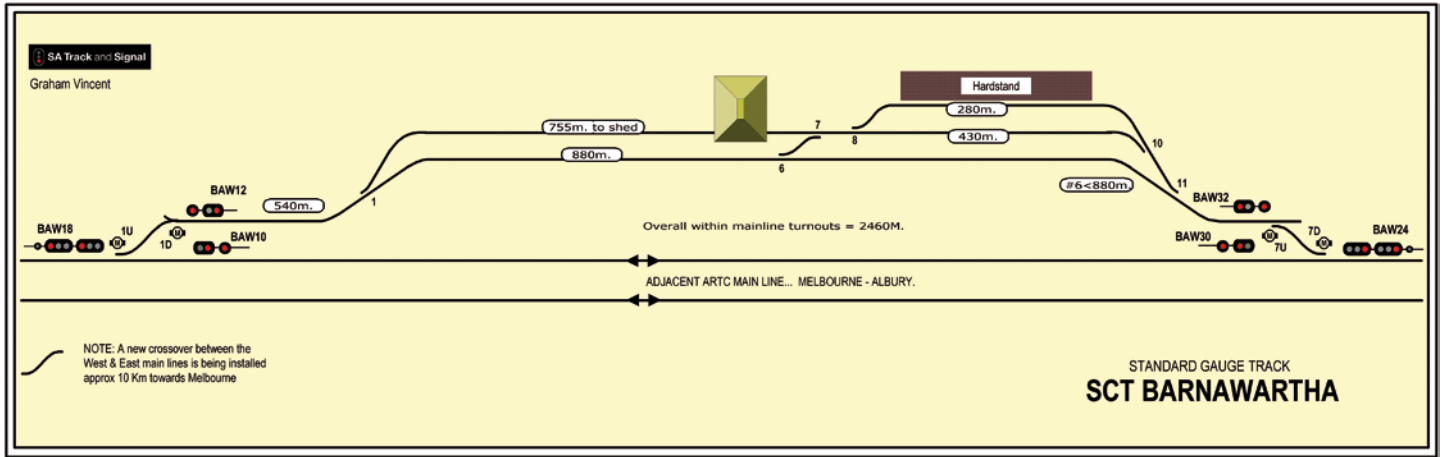 SA Track and Signal
Graham Vincent
Hardstand
280m.
755m. to shed
7
8
430m.
10
880m.
6
#6<880m.
11
BAW12
540m.
1
BAW32
BAW18
1U
1D
BAW10
Overall within mainline turnouts = 2460M.
BAW30
7U
7D
BAW24
M
M
M
M
ADJACENT ARTC MAIN LINE... MELBOURNE - ALBURY.
NOTE: A new crossover between the
West & East main lines is being installed
approx 10 Km towards Melbourne
STANDARD GAUGE TRACK
SCT BARNAWARTHA